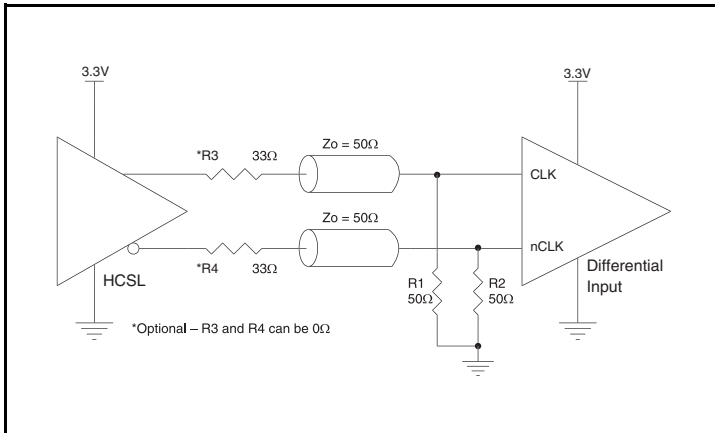 3.3V
3.3V
*R3 33Ω
Zo = 50Ω
CLK
Zo = 50Ω
nCLK
*R4 33Ω
HCSL
R1
50Ω
R2
50Ω
Differential
Input
*Optional – R3 and R4 can be 0Ω